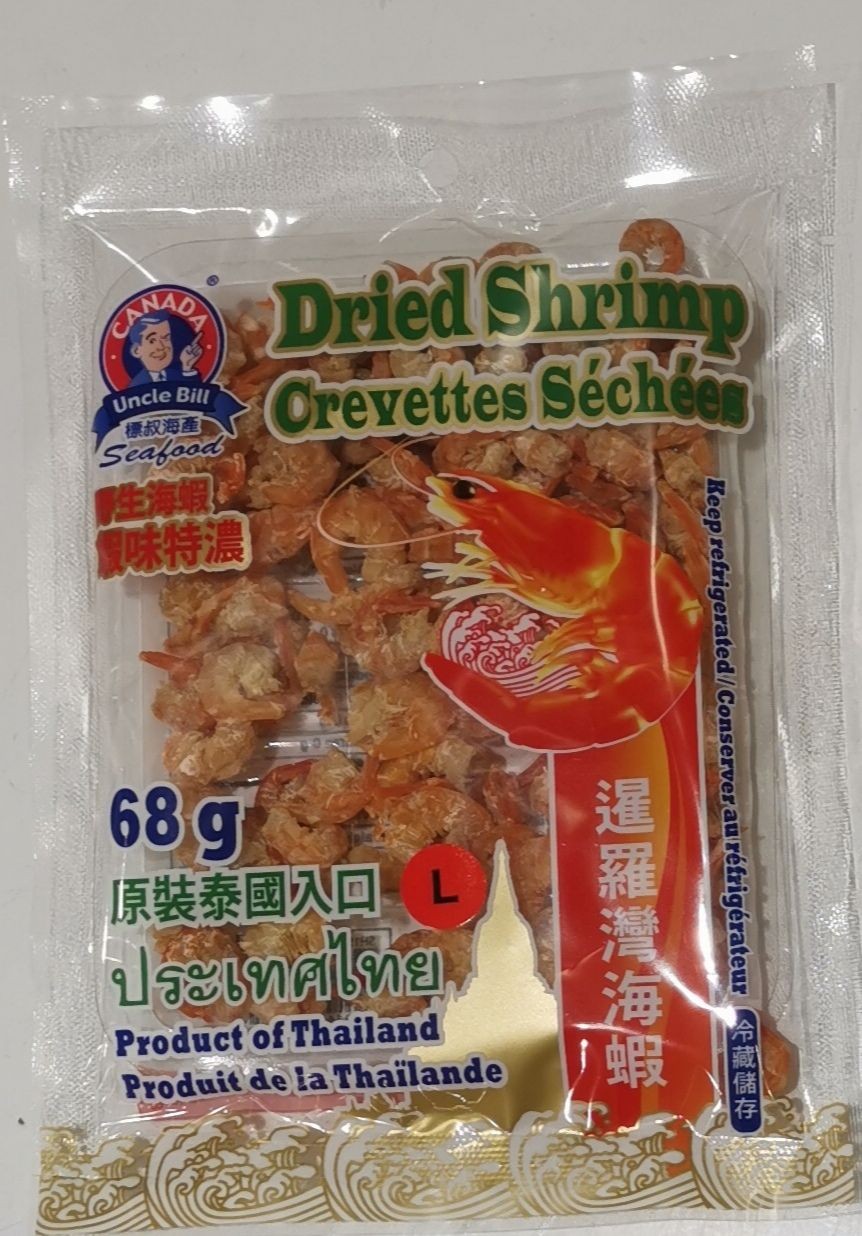 CANADA
Uncle Bill
標叔海產
Seafood
®
Dried Shrimp
Crevettes Séchées
野生海蝦
蝦味特濃
Keep refrigerated / Conserver au réfrigérateur
冷藏儲存
暹羅灣海蝦
68 g
原裝泰國入口
L
ประเทศไทย
Product of Thailand
Produit de la Thaïlande